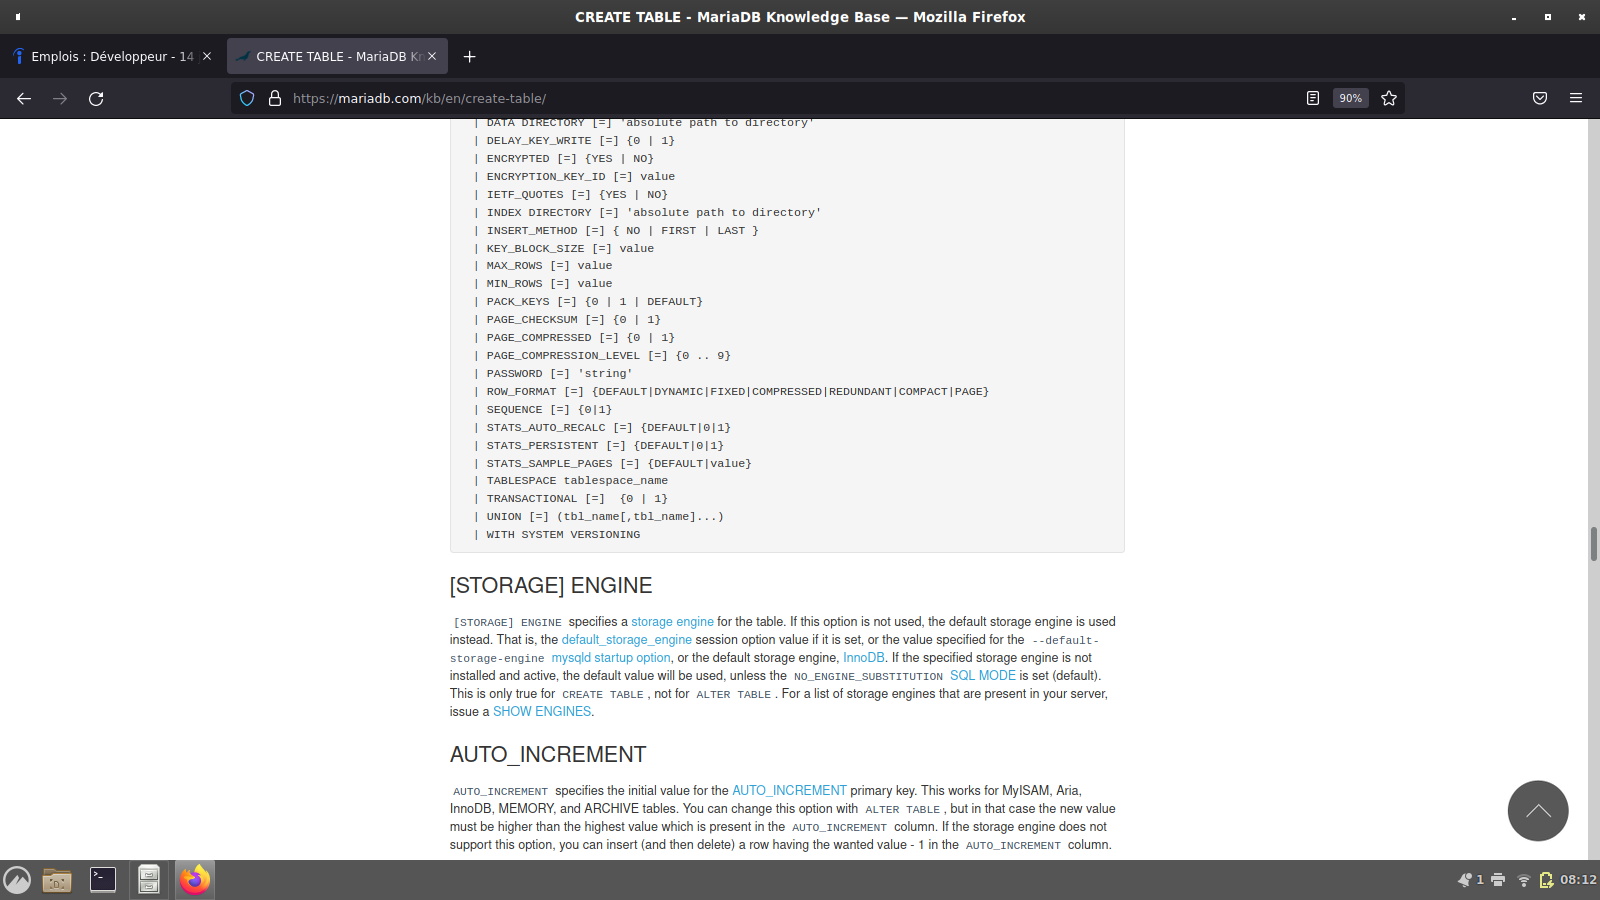 CREATE TABLE - MariaDB Knowledge Base — Mozilla Firefox
Emplois : Développeur - 14
CREATE TABLE - MariaDB Kn
https://mariadb.com/kb/en/create-table/
90%
| DATA DIRECTORY [=] 'absolute path to directory'
| DELAY_KEY_WRITE [=] {0 | 1}
| ENCRYPTED [=] {YES | NO}
| ENCRYPTION_KEY_ID [=] value
| IETF_QUOTES [=] {YES | NO}
| INDEX DIRECTORY [=] 'absolute path to directory'
| INSERT_METHOD [=] { NO | FIRST | LAST }
| KEY_BLOCK_SIZE [=] value
| MAX_ROWS [=] value
| MIN_ROWS [=] value
| PACK_KEYS [=] {0 | 1 | DEFAULT}
| PAGE_CHECKSUM [=] {0 | 1}
| PAGE_COMPRESSED [=] {0 | 1}
| PAGE_COMPRESSION_LEVEL [=] {0 .. 9}
| PASSWORD [=] 'string'
| ROW_FORMAT [=] {DEFAULT|DYNAMIC|FIXED|COMPRESSED|REDUNDANT|COMPACT|PAGE}
| SEQUENCE [=] {0|1}
| STATS_AUTO_RECALC [=] {DEFAULT|0|1}
| STATS_PERSISTENT [=] {DEFAULT|0|1}
| STATS_SAMPLE_PAGES [=] {DEFAULT|value}
| TABLESPACE tablespace_name
| TRANSACTIONAL [=]  {0 | 1}
| UNION [=] (tbl_name[,tbl_name]...)
| WITH SYSTEM VERSIONING
[STORAGE] ENGINE
[STORAGE] ENGINE specifies a storage engine for the table. If this option is not used, the default storage engine is used
instead. That is, the default_storage_engine session option value if it is set, or the value specified for the --default-
storage-engine mysqld startup option, or the default storage engine, InnoDB. If the specified storage engine is not
installed and active, the default value will be used, unless the NO_ENGINE_SUBSTITUTION SQL MODE is set (default).
This is only true for CREATE TABLE, not for ALTER TABLE. For a list of storage engines that are present in your server,
issue a SHOW ENGINES.
AUTO_INCREMENT
AUTO_INCREMENT specifies the initial value for the AUTO_INCREMENT primary key. This works for MyISAM, Aria,
InnoDB, MEMORY, and ARCHIVE tables. You can change this option with ALTER TABLE, but in that case the new value
must be higher than the highest value which is present in the AUTO_INCREMENT column. If the storage engine does not
support this option, you can insert (and then delete) a row having the wanted value - 1 in the AUTO_INCREMENT column.
1
08:12